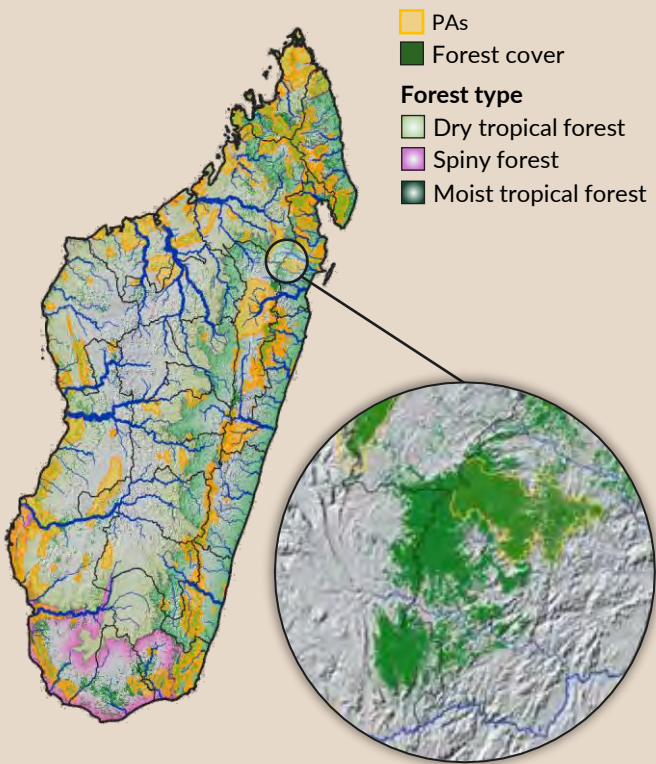 PAs
Forest cover
Forest type
Dry tropical forest
Spiny forest
Moist tropical forest